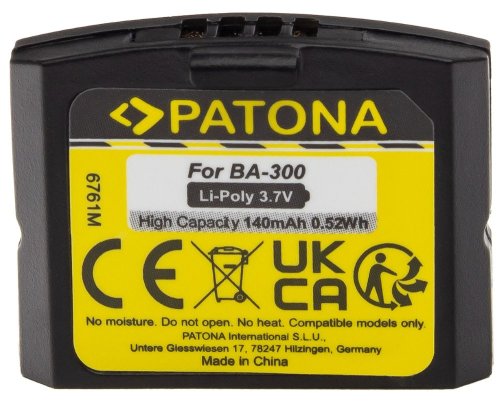 PATONA
For BA-300
Li-Poly 3.7V
High Capacity 140mAh 0.52Wh
6761M
CE
UK
CA
No moisture. Do not open. No heat. Compatible models only.
PATONA International S.L.U.,
Untere Giesswiesen 17, 78247 Hilzingen, Germany
Made in China